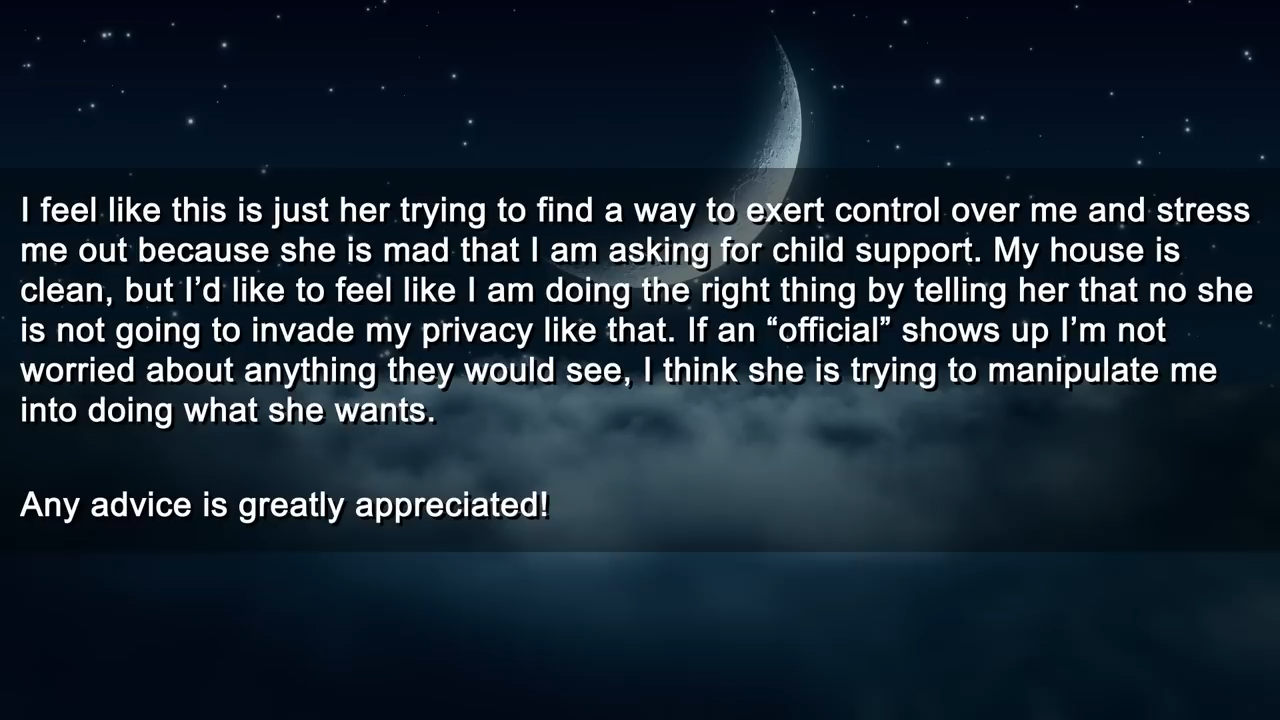 I feel like this is just her trying to find a way to exert control over me and stress
me out because she is mad that I am asking for child support. My house is
clean, but I’d like to feel like I am doing the right thing by telling her that no she
is not going to invade my privacy like that. If an “official” shows up I’m not
worried about anything they would see, I think she is trying to manipulate me
into doing what she wants.
Any advice is greatly appreciated!